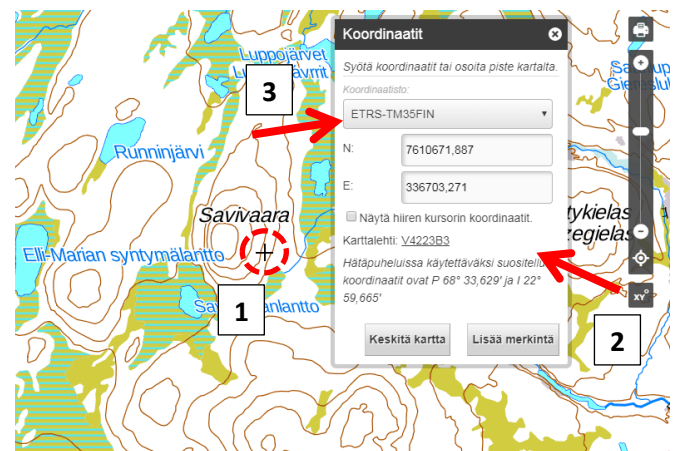 Koordinaatit
Syötä koordinaatit tai osoita piste kartalta.
Koordinaatisto:
ETRS-TM35FIN
N:
7610671,887
E:
336703,271
Näytä hiiren kursorin koordinaatit.
Karttalehti: V4223B3
Hätäpuheluissa käytettäväksi suositellu
koordinaatit ovat P 68° 33,629' ja I 22°
59,665'
Keskitä kartta
Lisää merkintä
Luppojärvet
3
Runninjärvi
Savivaara
Elli-Marian syntymälantto
1
2
XY°